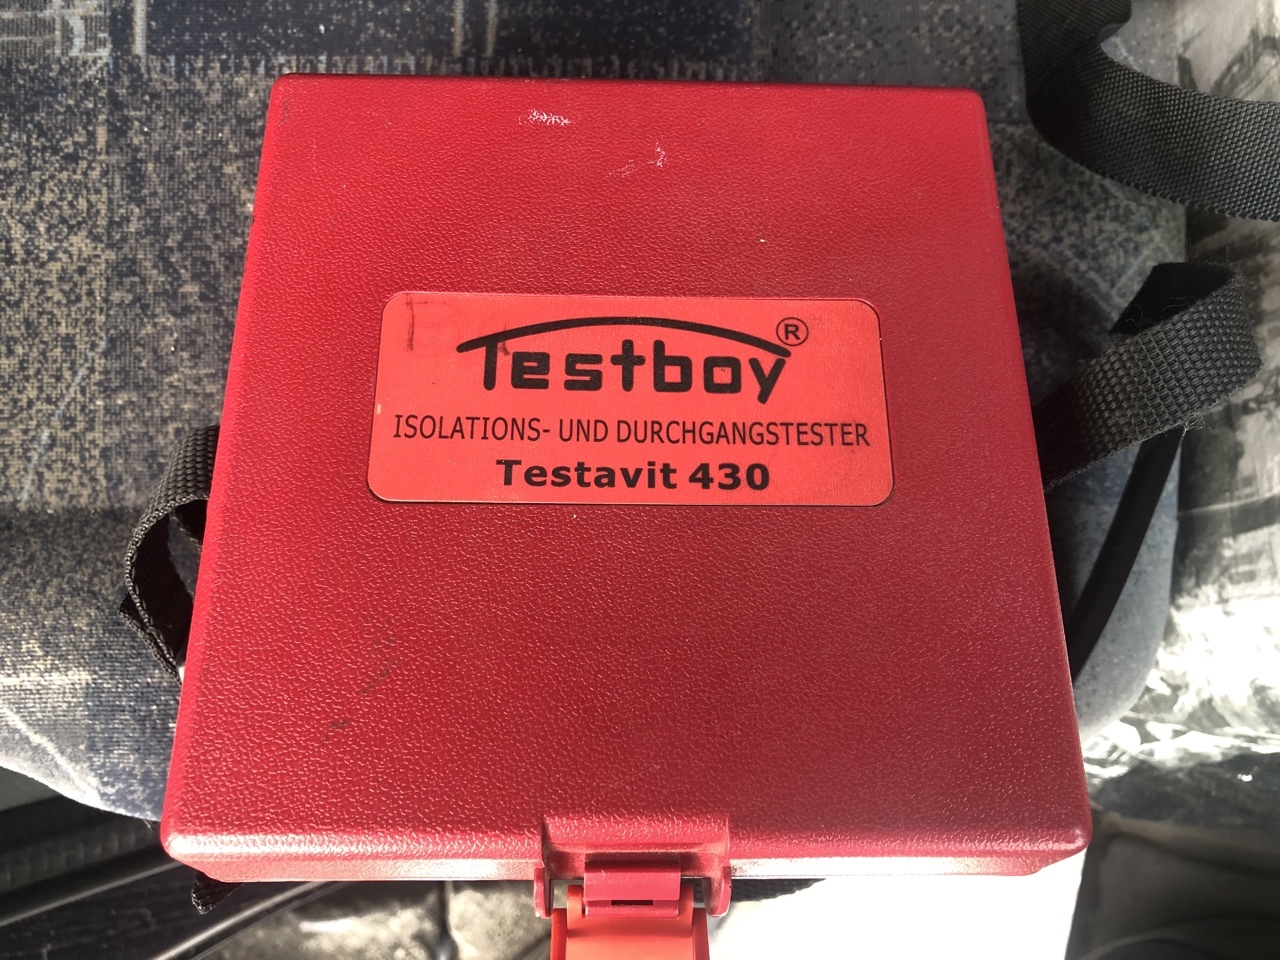 Testboy®
ISOLATIONS- UND DURCHGANGSTESTER
Testavit 430